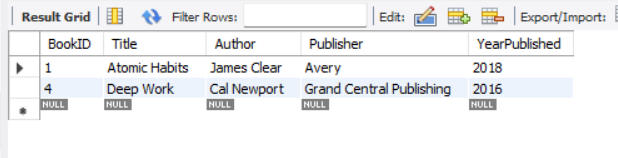 Result Grid Filter Rows: Edit: Export/Import:
BookID Title Author Publisher YearPublished
1 Atomic Habits James Clear Avery 2018
4 Deep Work Cal Newport Grand Central Publishing 2016
NULL NULL NULL NULL NULL